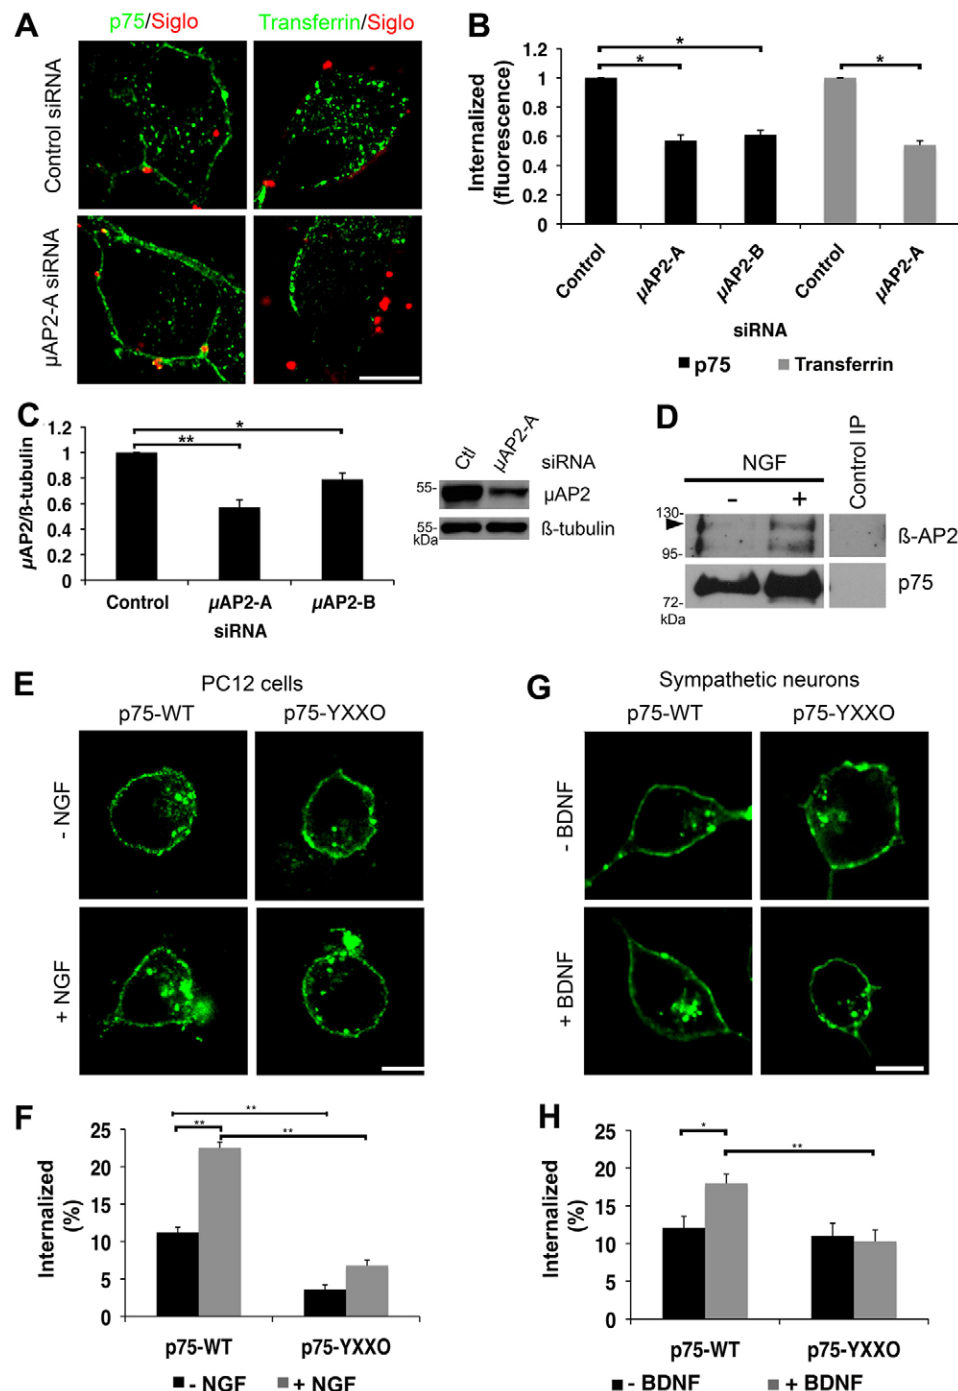 A
p75/Siglo
Transferrin/Siglo
Control siRNA
µAP2-A siRNA
B
Internalized
(fluorescence)
1.2
1
0.8
0.6
0.4
0.2
0
*
*
*
Control
µAP2-A
µAP2-B
Control
µAP2-A
siRNA
p75
Transferrin
C
µAP2/ß-tubulin
1.2
1
0.8
0.6
0.4
0.2
0
*
**
Control
µAP2-A
µAP2-B
siRNA
Ctl
µAP2-A
siRNA
55-
µAP2
55-
kDa
ß-tubulin
D
NGF
Control IP
- +
130-
95-
ß-AP2
p75
72-
kDa
E
PC12 cells
p75-WT
p75-YXXO
- NGF
+ NGF
G
Sympathetic neurons
p75-WT
p75-YXXO
- BDNF
+ BDNF
F
Internalized
(%)
25
20
15
10
5
0
**
**
**
p75-WT
p75-YXXO
- NGF
+ NGF
H
Internalized
(%)
25
20
15
10
5
0
*
**
p75-WT
p75-YXXO
- BDNF
+ BDNF